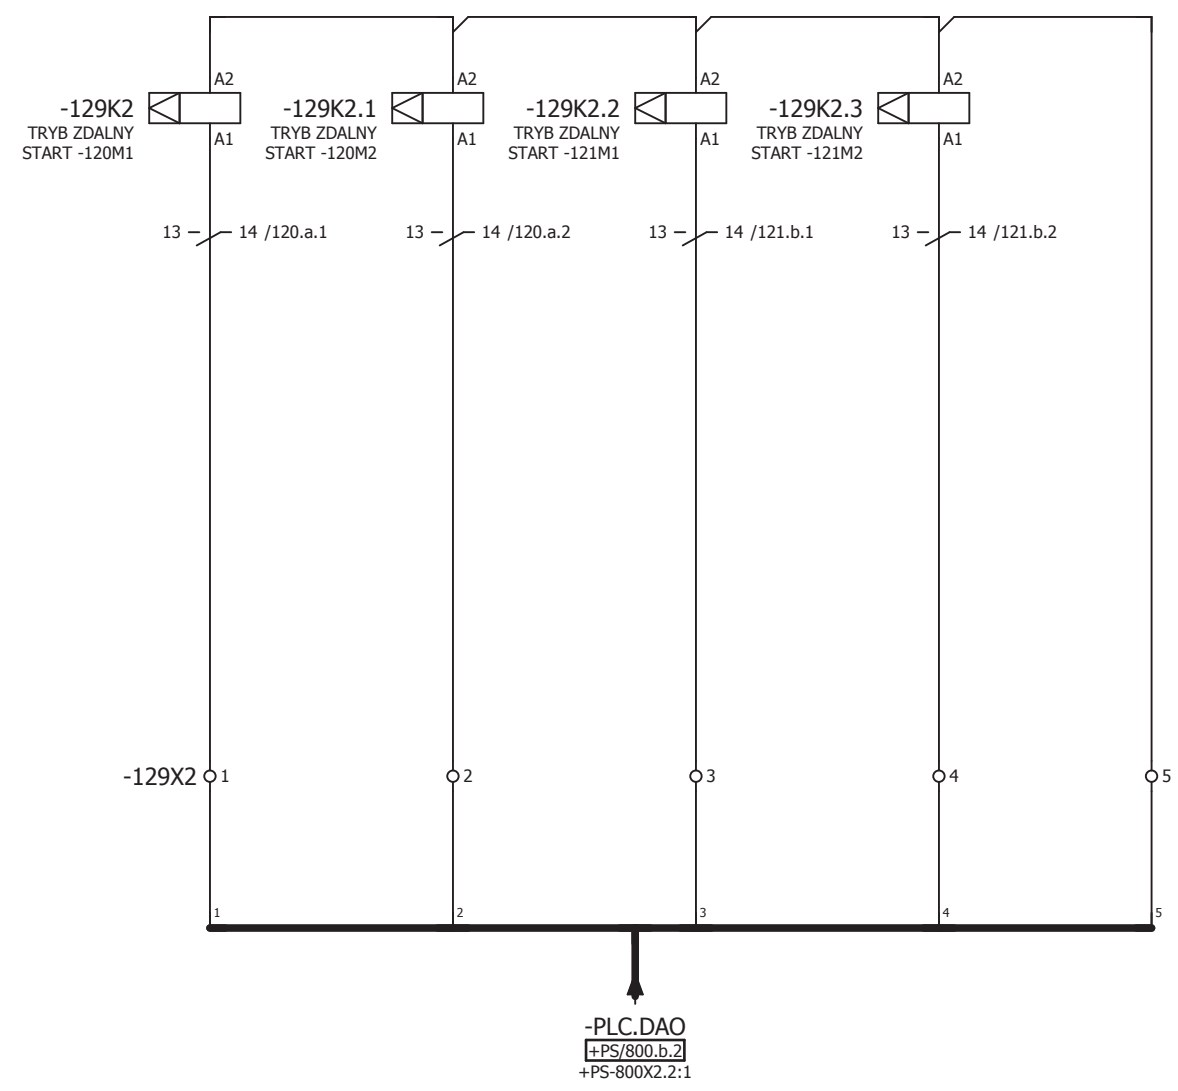 A2 A2 A2 A2
-129K2 -129K2.1 -129K2.2 -129K2.3
TRYB ZDALNY TRYB ZDALNY TRYB ZDALNY TRYB ZDALNY
A1 A1 A1 A1
START -120M1 START -120M2 START -121M1 START -121M2
13 14 /120.a.1 13 14 /120.a.2 13 14 /121.b.1 13 14 /121.b.2
-129X2 1 2 3 4 5
1 2 3 4 5
-PLC.DAO
+PS/800.b.2
+PS-800X2.2:1